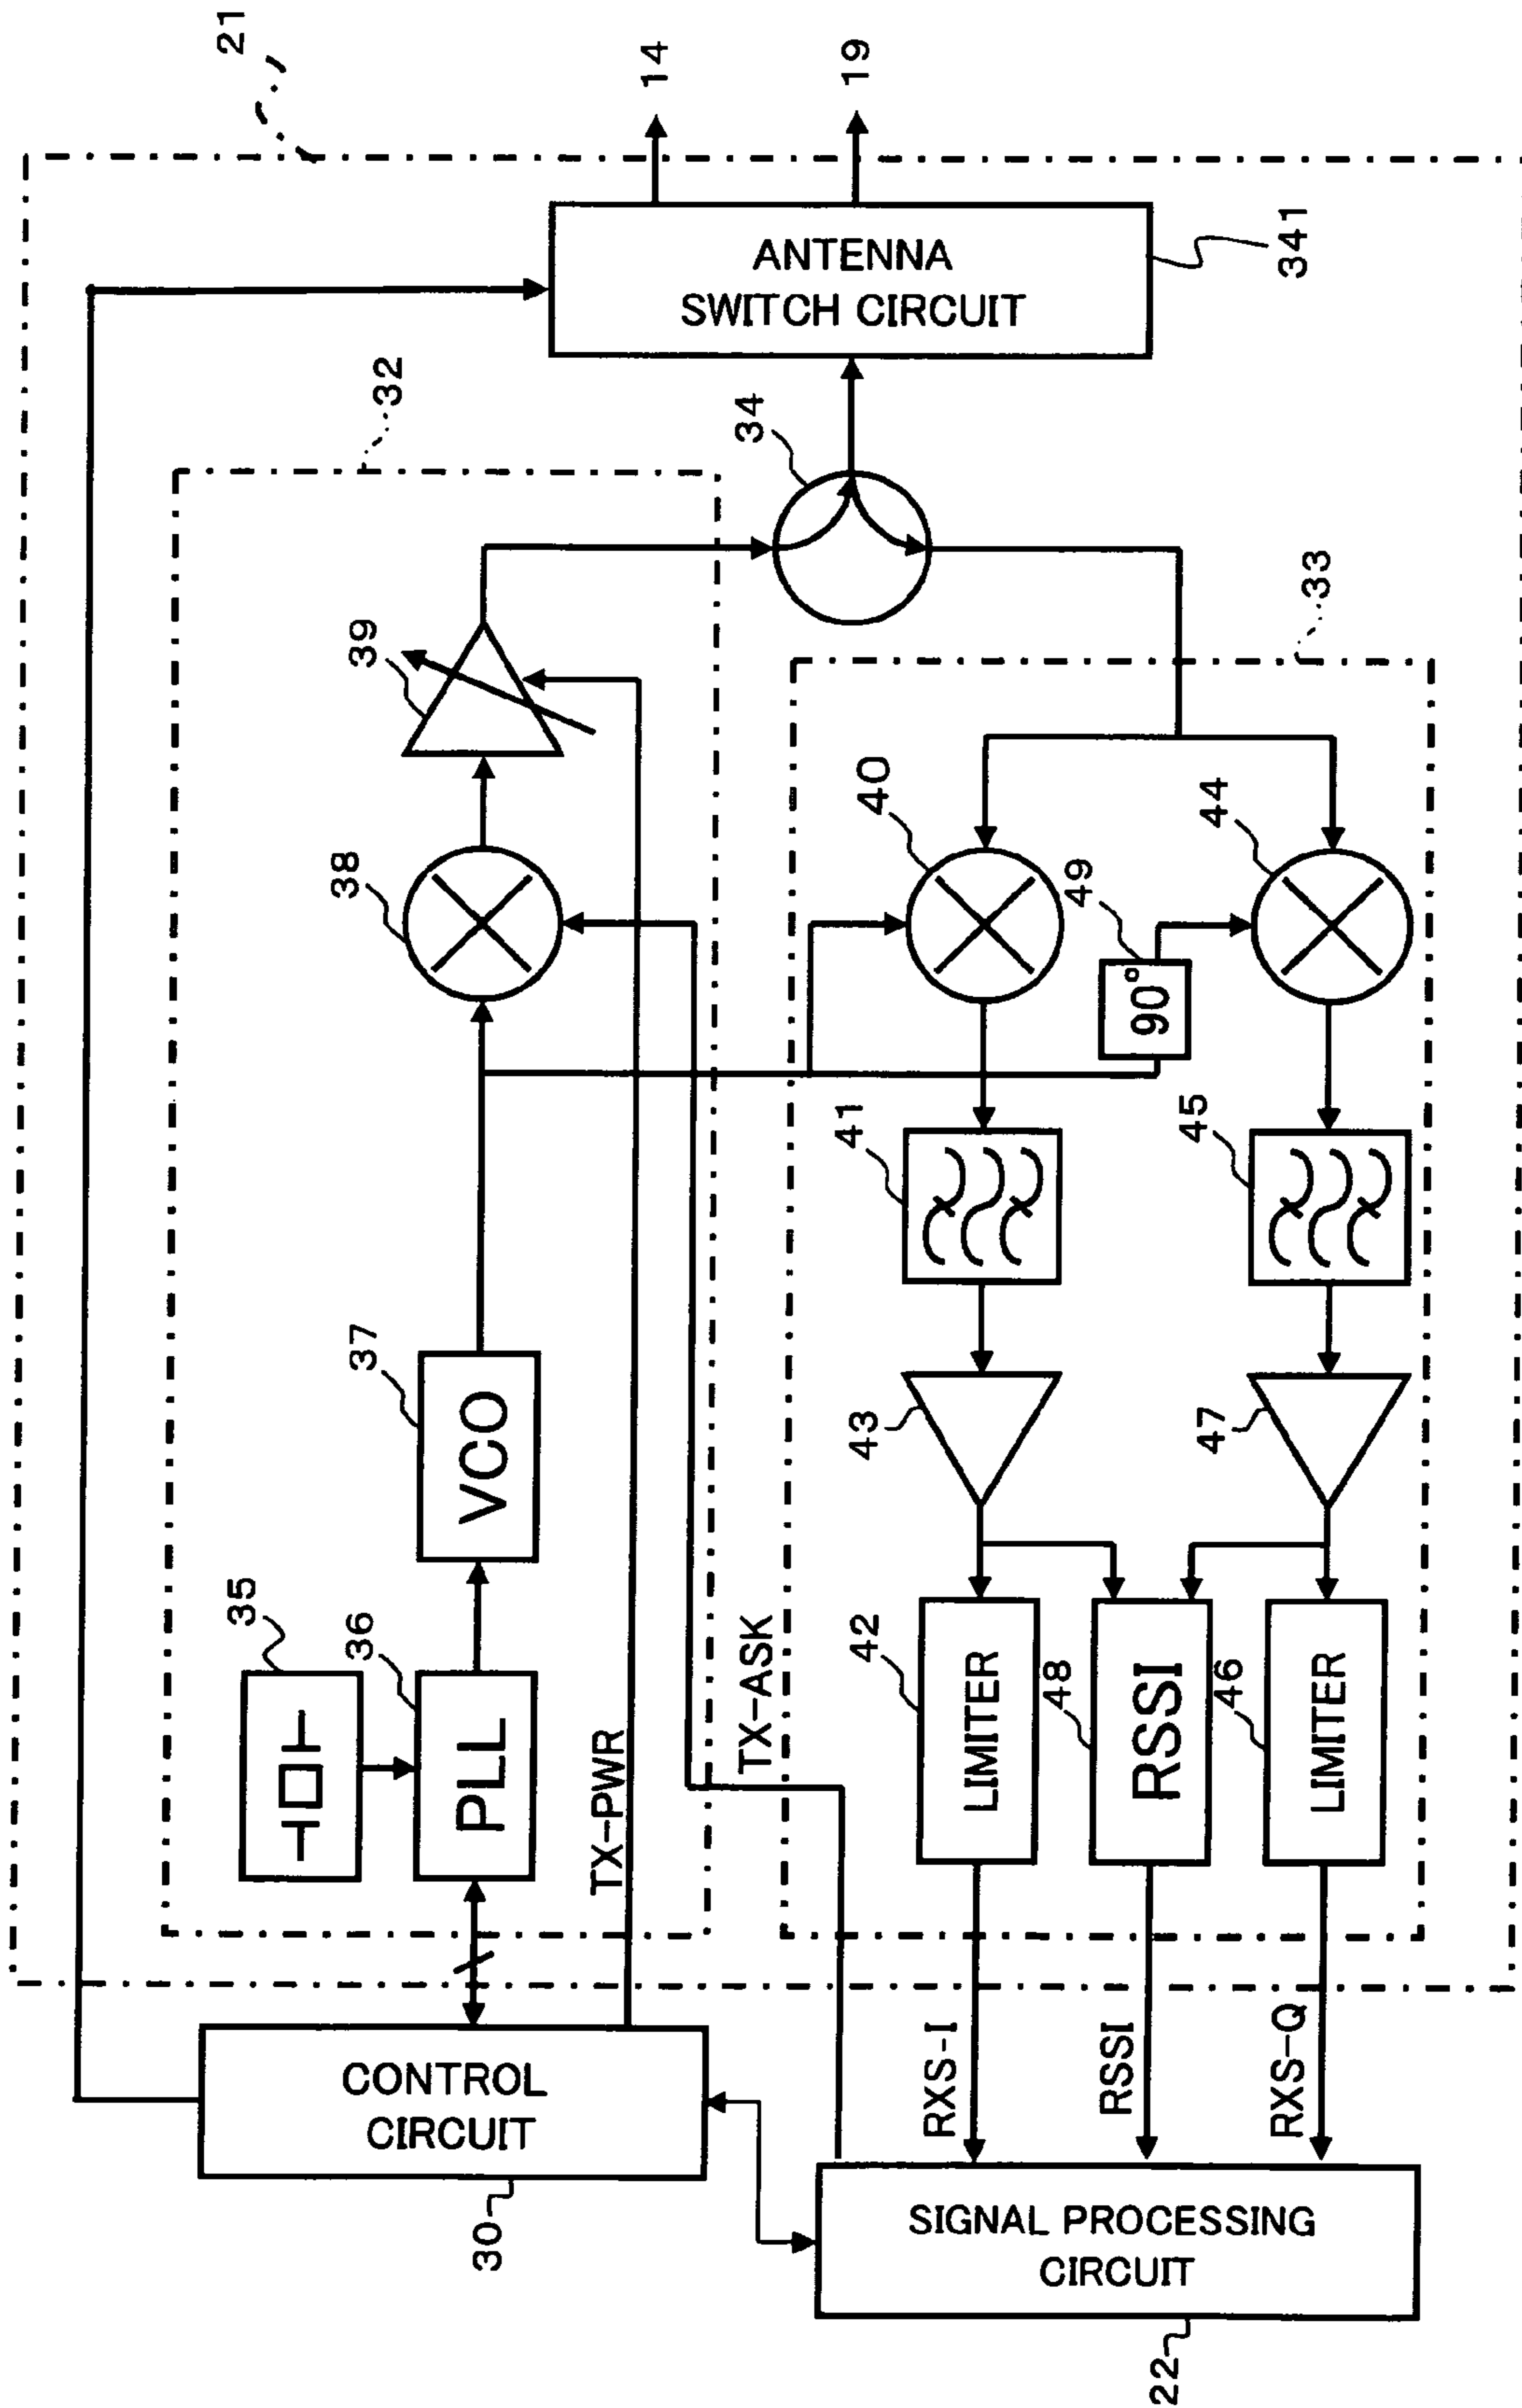 21
14
19
ANTENNA
SWITCH CIRCUIT
341
32
34
33
39
38
40
44
49
90°
41
45
37
VCO
43
47
35
36
PLL
TX-PWR
TX-ASK
42
LIMITER
48
RSSI
46
LIMITER
CONTROL
CIRCUIT
30
RXS-I
RSSI
RXS-Q
SIGNAL PROCESSING
CIRCUIT
22